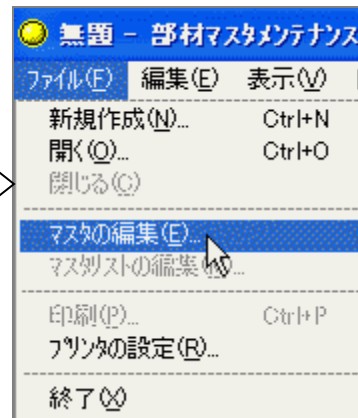 無題 - 部材マスタメンテナンス
ファイル(F) 編集(E) 表示(V)
新規作成(N)... Ctrl+N
開く(O)... Ctrl+O
閉じる(C)
マスタの編集(E)...
マスタリストの編集(M)...
印刷(P)... Ctrl+P
プリンタの設定(R)...
終了(X)